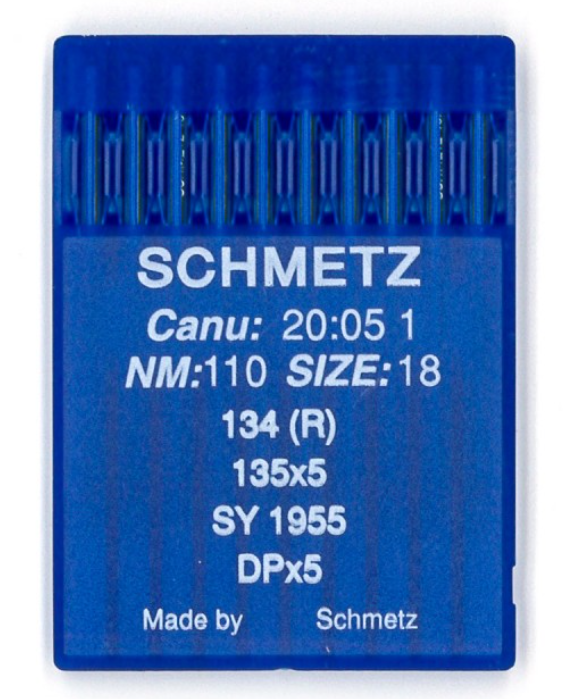 SCHMETZ
Canu: 20:05 1
NM:110 SIZE:18
134 (R)
135x5
SY 1955
DPx5
Made by Schmetz